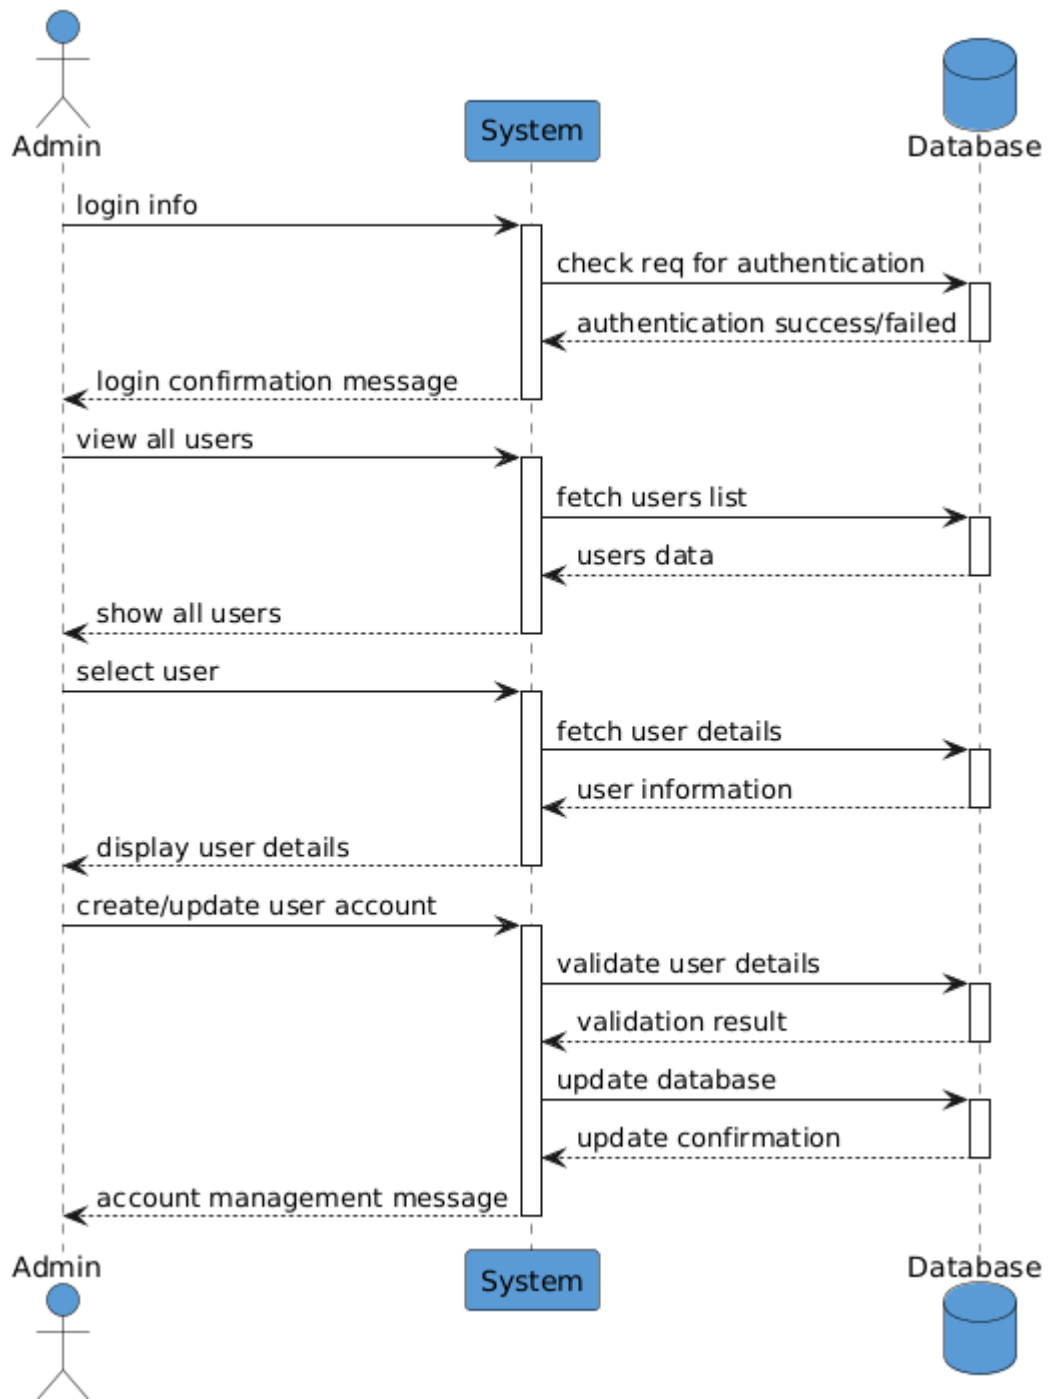 Admin
System
Database
login info
check req for authentication
authentication success/failed
login confirmation message
view all users
fetch users list
users data
show all users
select user
fetch user details
user information
display user details
create/update user account
validate user details
validation result
update database
update confirmation
account management message
Admin
System
Database